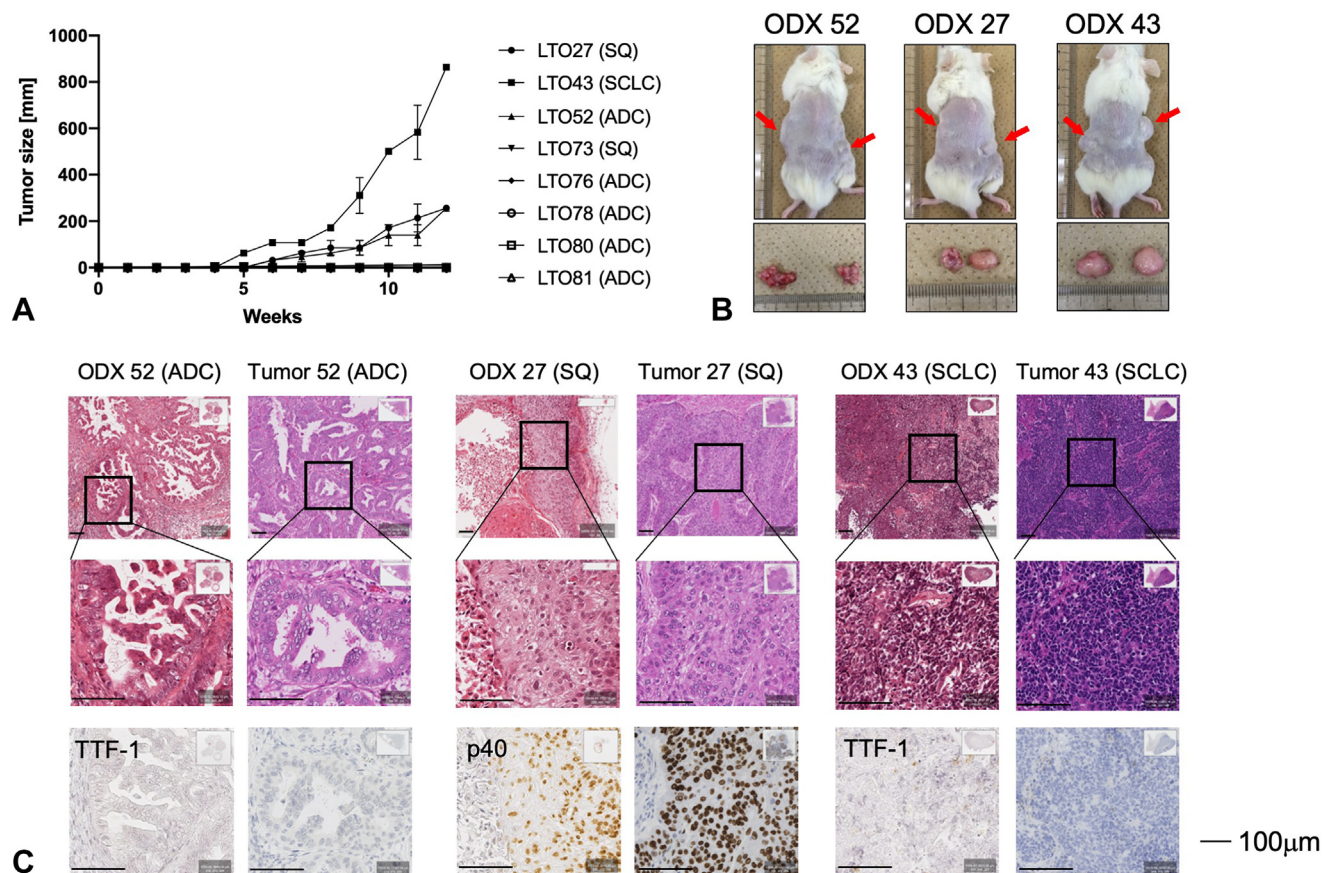 1000
800
600
400
200
0
Tumor size [mm]
0
5
10
Weeks
LTO27 (SQ)
LTO43 (SCLC)
LTO52 (ADC)
LTO73 (SQ)
LTO76 (ADC)
LTO78 (ADC)
LTO80 (ADC)
LTO81 (ADC)
A
ODX 52
ODX 27
ODX 43
B
ODX 52 (ADC)
Tumor 52 (ADC)
ODX 27 (SQ)
Tumor 27 (SQ)
ODX 43 (SCLC)
Tumor 43 (SCLC)
TTF-1
p40
TTF-1
C
100μm